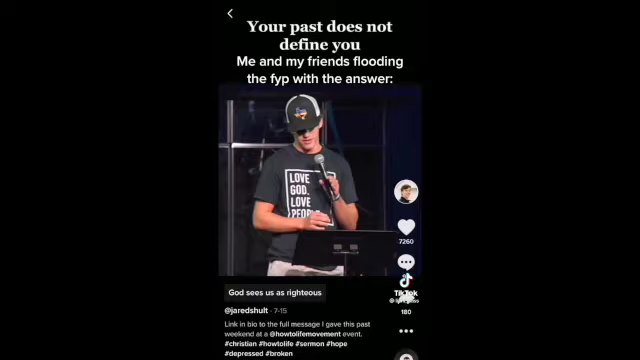 Your past does not
define you
Me and my friends flooding
the fyp with the answer:
LOVE
GOD.
LOVE
PEOPLE
7260
TikTok
180
God sees us as righteous
@jaredshult · 7-15
Link in bio to the full message I gave this past
weekend at a @howtolifemovement event.
#christian #howtolife #sermon #hope
#depressed #broken